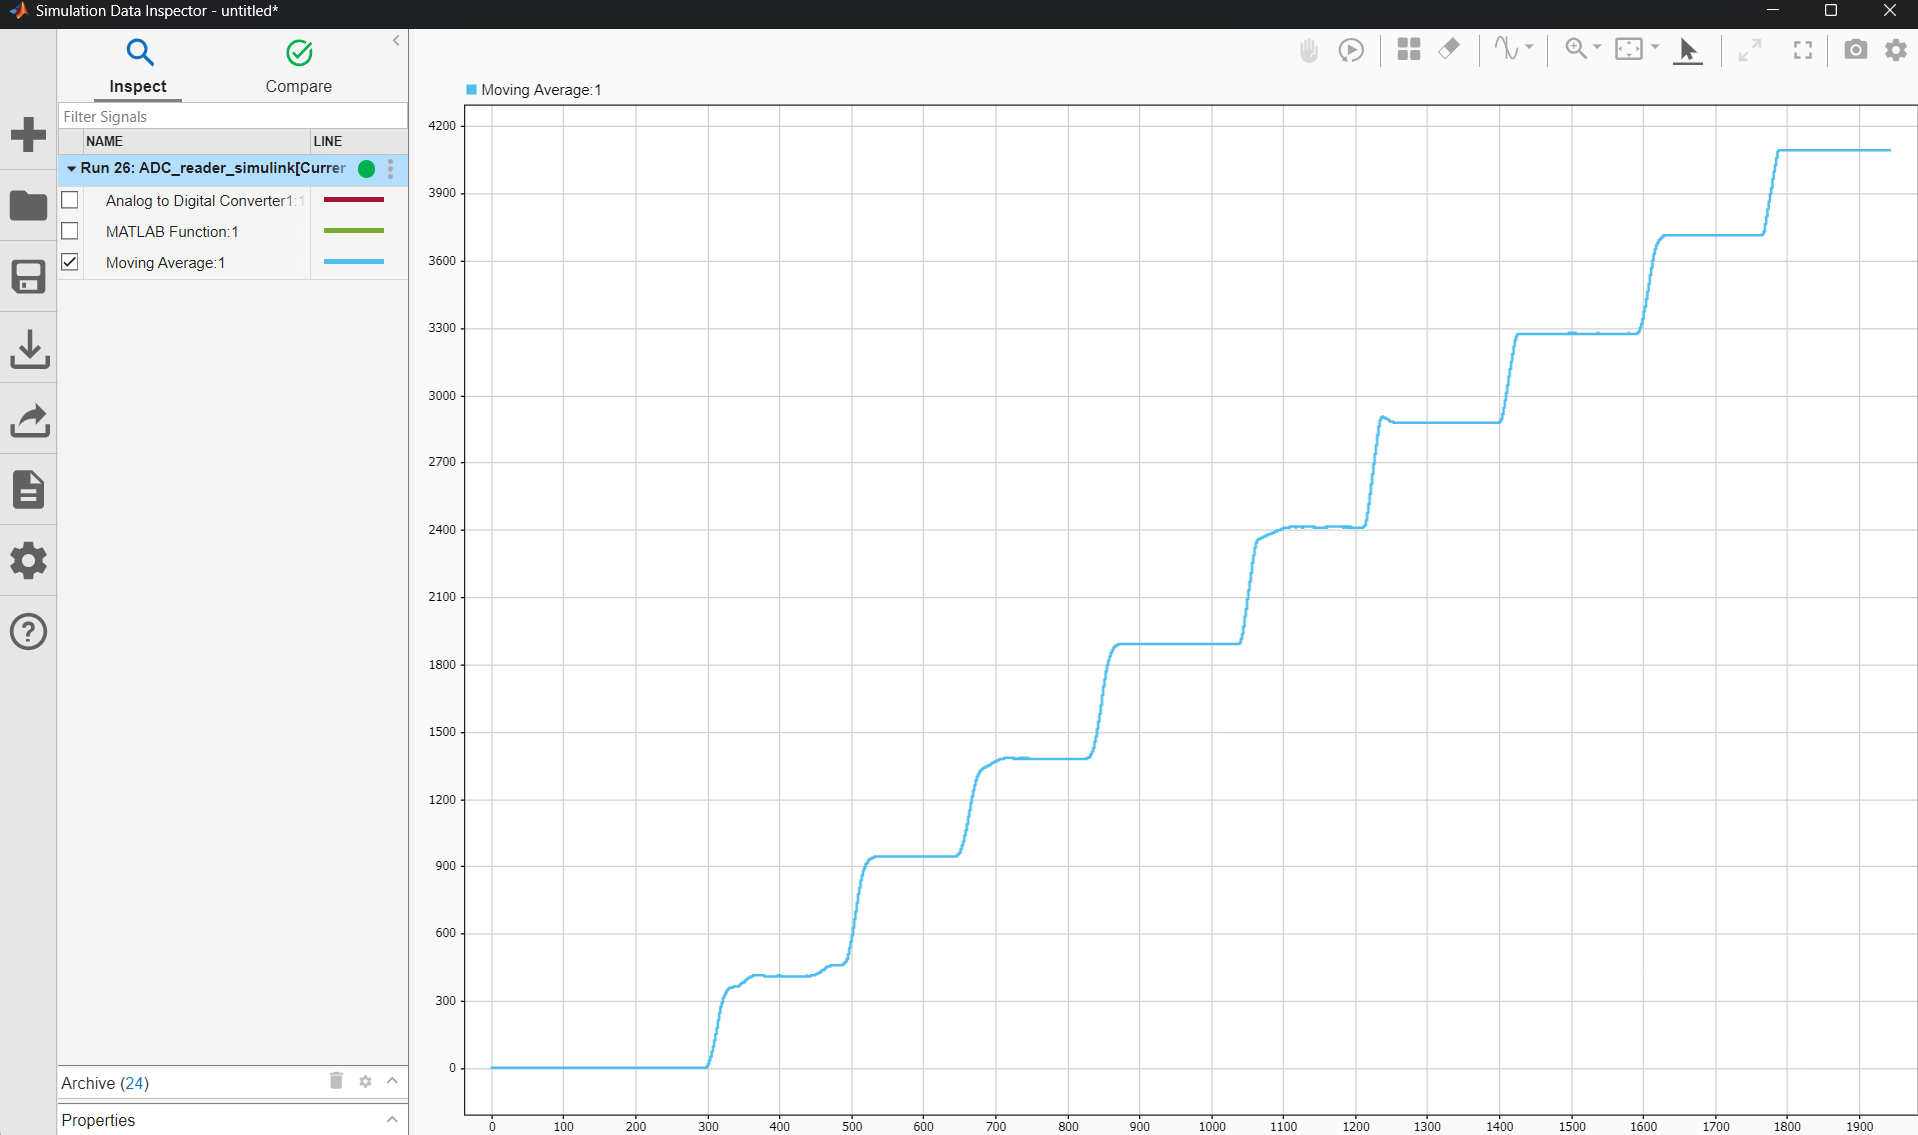 Simulation Data Inspector - untitled*
Inspect
Compare
Filter Signals
NAME LINE
Run 26: ADC_reader_simulink[Curren
Analog to Digital Converter1:1
MATLAB Function:1
Moving Average:1
Archive (24)
Properties
Moving Average:1
4200
3900
3600
3300
3000
2700
2400
2100
1800
1500
1200
900
600
300
0
0 100 200 300 400 500 600 700 800 900 1000 1100 1200 1300 1400 1500 1600 1700 1800 1900